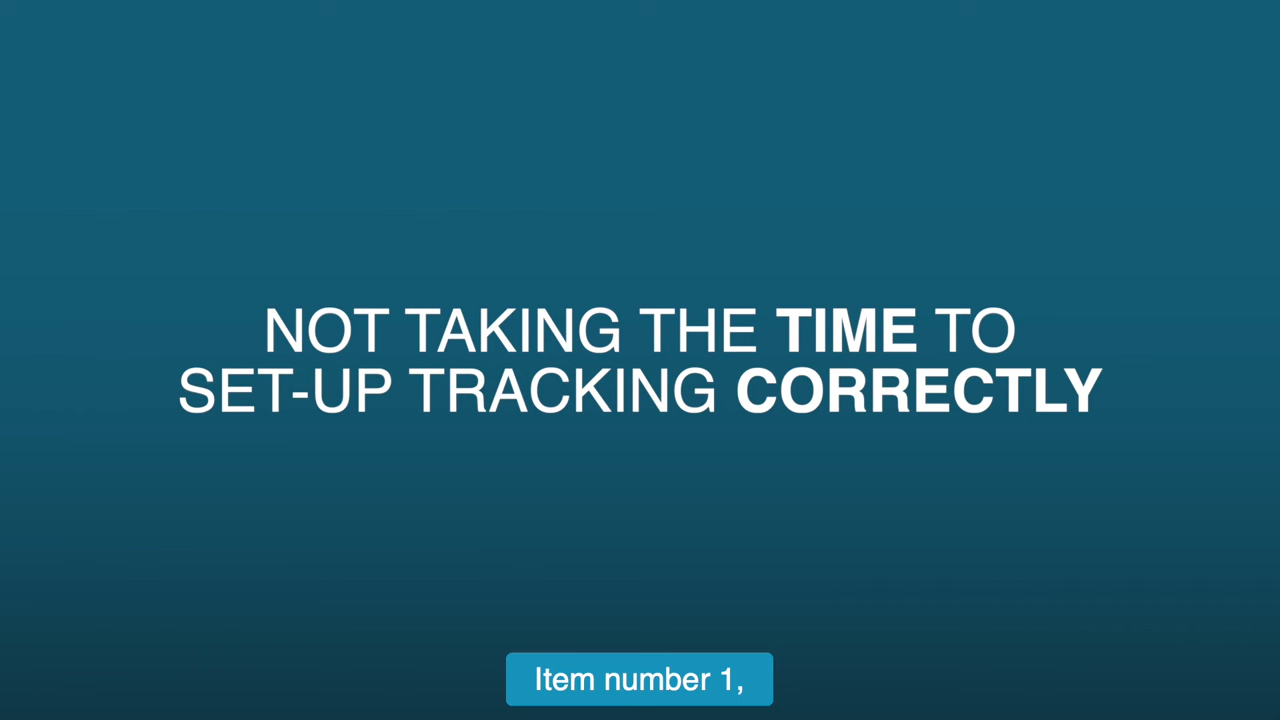 NOT TAKING THE TIME TO
SET-UP TRACKING CORRECTLY
Item number 1,